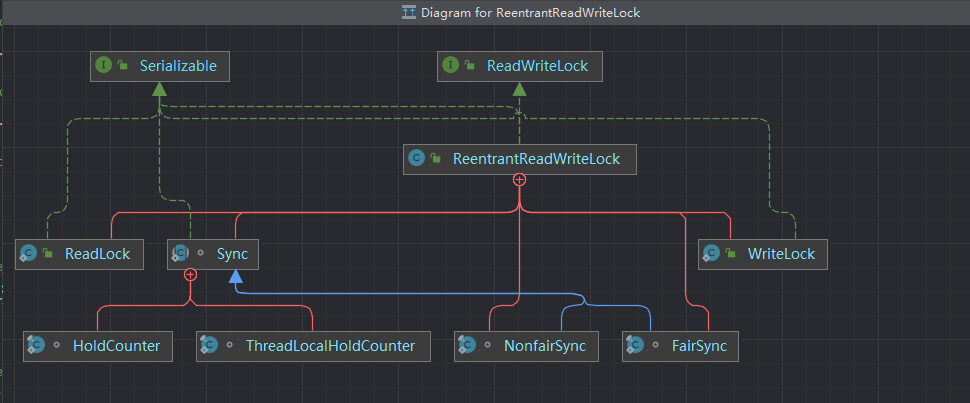 Diagram for ReentrantReadWriteLock
I Serializable
I ReadWriteLock
C ReentrantReadWriteLock
C ReadLock
C Sync
C WriteLock
C HoldCounter
C ThreadLocalHoldCounter
C NonfairSync
C FairSync